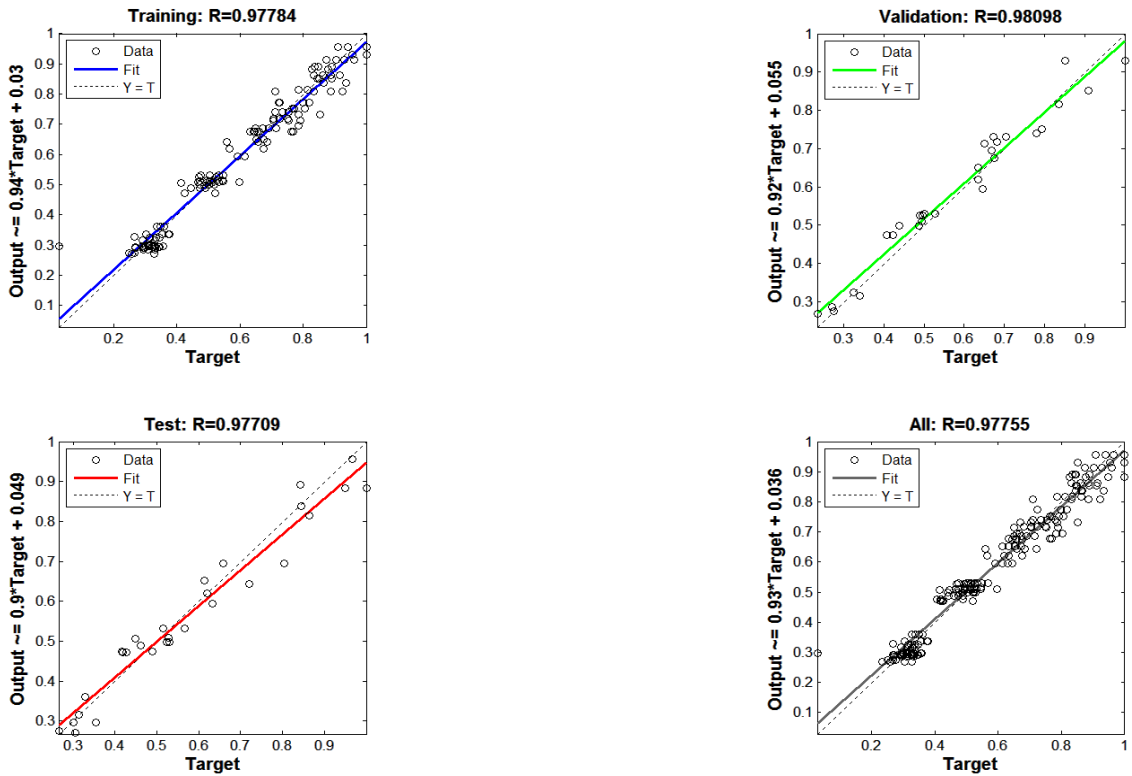 Training: R=0.97784
Output ~= 0.94*Target + 0.03
1
0.9
0.8
0.7
0.6
0.5
0.4
0.3
0.2
0.1
Data
Fit
Y = T
0.2 0.4 0.6 0.8 1
Target
Validation: R=0.98098
Output ~= 0.92*Target + 0.055
1
0.9
0.8
0.7
0.6
0.5
0.4
0.3
Data
Fit
Y = T
0.3 0.4 0.5 0.6 0.7 0.8 0.9
Target
Test: R=0.97709
Output ~= 0.9*Target + 0.049
1
0.9
0.8
0.7
0.6
0.5
0.4
0.3
Data
Fit
Y = T
0.3 0.4 0.5 0.6 0.7 0.8 0.9
Target
All: R=0.97755
Output ~= 0.93*Target + 0.036
1
0.9
0.8
0.7
0.6
0.5
0.4
0.3
0.2
0.1
Data
Fit
Y = T
0.2 0.4 0.6 0.8 1
Target